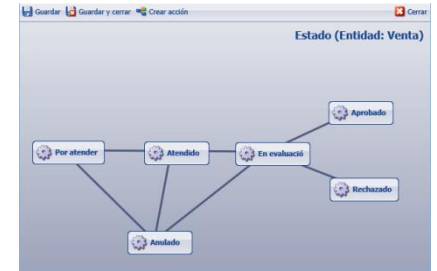 Guardar Guardar y cerrar Crear acción Cerrar
Estado (Entidad: Venta)
Aprobado
Por atender Atendido En evaluació
Rechazado
Anulado